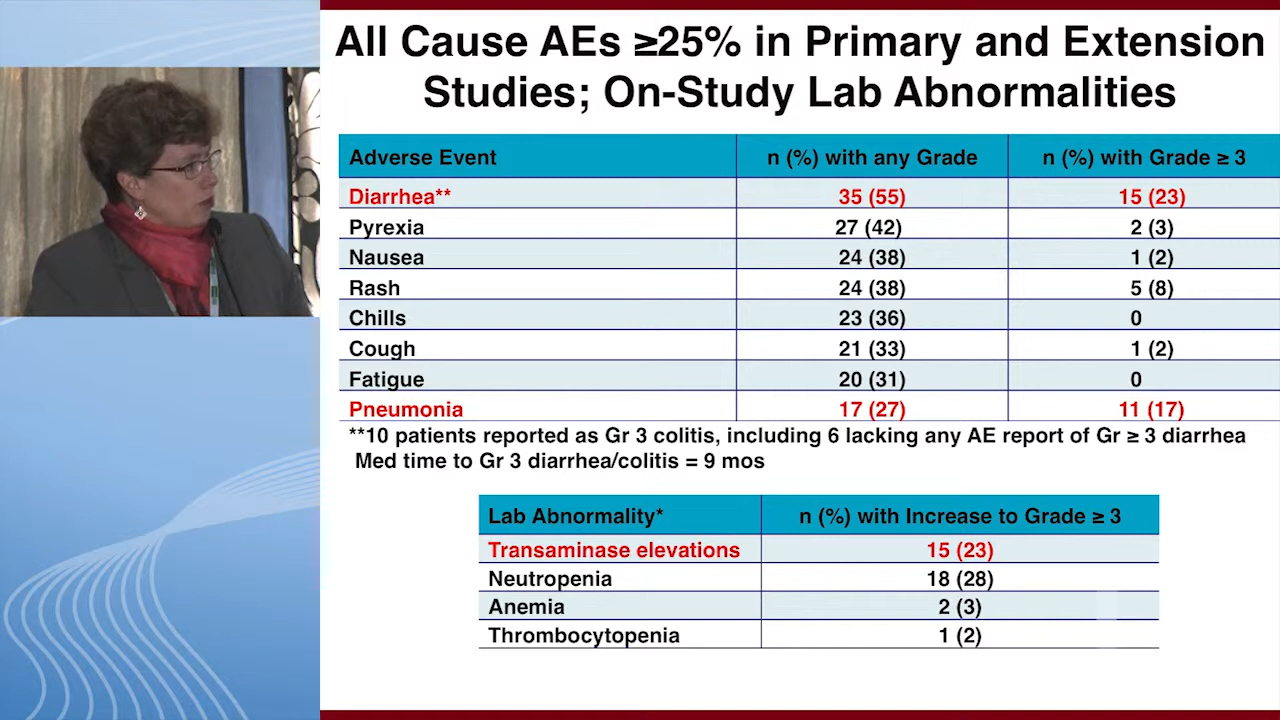 All Cause AEs ≥25% in Primary and Extension
Studies; On-Study Lab Abnormalities
Adverse Event n (%) with any Grade n (%) with Grade ≥ 3
Diarrhea** 35 (55) 15 (23)
Pyrexia 27 (42) 2 (3)
Nausea 24 (38) 1 (2)
Rash 24 (38) 5 (8)
Chills 23 (36) 0
Cough 21 (33) 1 (2)
Fatigue 20 (31) 0
Pneumonia 17 (27) 11 (17)
**10 patients reported as Gr 3 colitis, including 6 lacking any AE report of Gr ≥ 3 diarrhea
Med time to Gr 3 diarrhea/colitis = 9 mos
Lab Abnormality* n (%) with Increase to Grade ≥ 3
Transaminase elevations 15 (23)
Neutropenia 18 (28)
Anemia 2 (3)
Thrombocytopenia 1 (2)